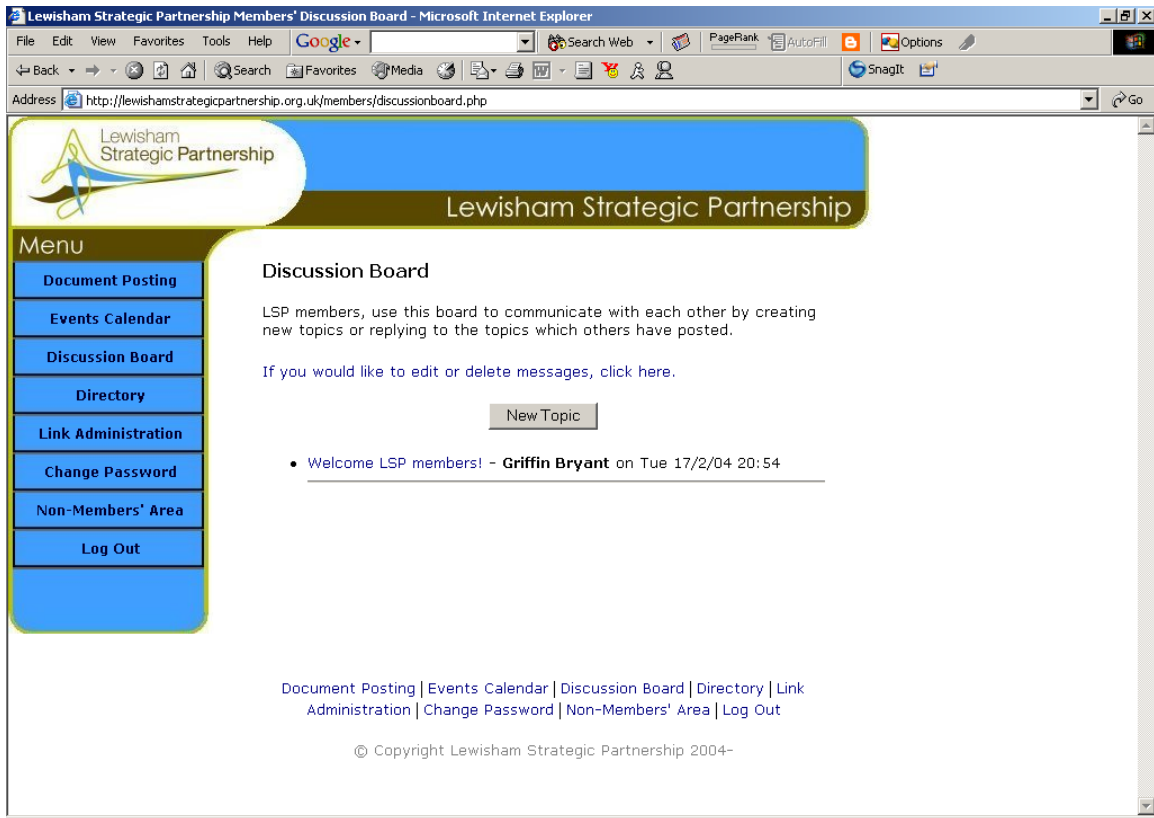 Lewisham Strategic Partnership Members' Discussion Board - Microsoft Internet Explorer
File Edit View Favorites Tools Help Google Search Web PageRank AutoFill Options
Back Search Favorites Media SnagIt
Address http://lewishamstrategicpartnership.org.uk/members/discussionboard.php Go
Lewisham
Strategic Partnership
Lewisham Strategic Partnership
Menu
Document Posting
Events Calendar
Discussion Board
Directory
Link Administration
Change Password
Non-Members' Area
Log Out
Discussion Board
LSP members, use this board to communicate with each other by creating
new topics or replying to the topics which others have posted.
If you would like to edit or delete messages, click here.
New Topic
• Welcome LSP members! - Griffin Bryant on Tue 17/2/04 20:54
Document Posting | Events Calendar | Discussion Board | Directory | Link
Administration | Change Password | Non-Members' Area | Log Out
© Copyright Lewisham Strategic Partnership 2004-